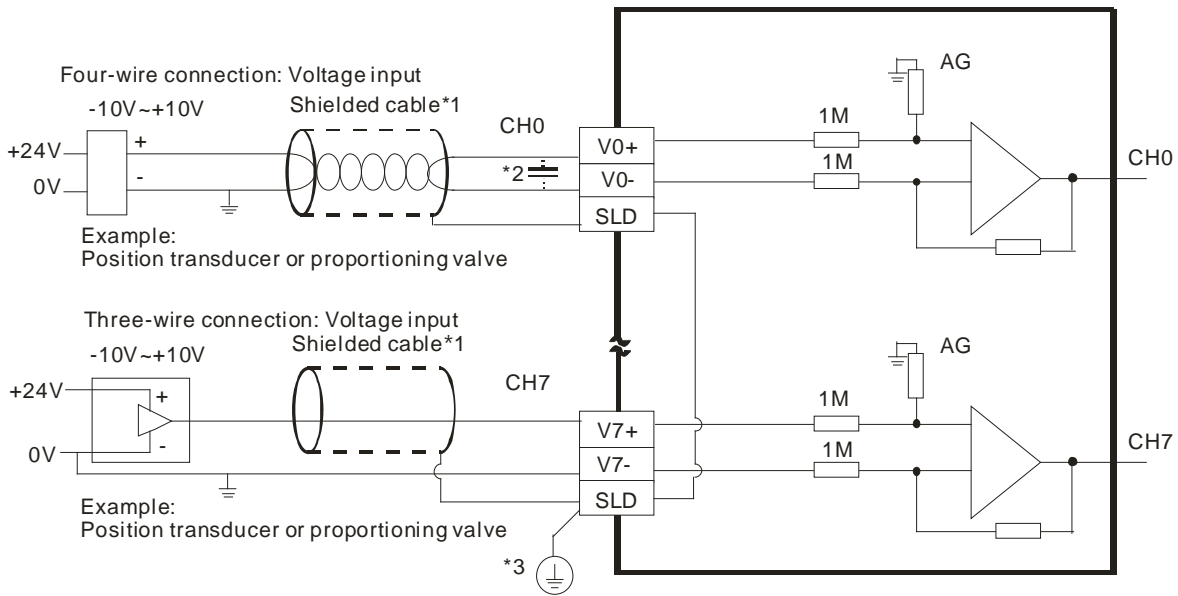 Four-wire connection: Voltage input
-10V~+10V
Shielded cable*1
CH0
+24V
+
-
0V
*2
V0+
V0-
SLD
1M
1M
AG
CH0
Example:
Position transducer or proportioning valve
Three-wire connection: Voltage input
-10V~+10V
Shielded cable*1
CH7
+24V
+
-
0V
V7+
V7-
SLD
1M
1M
AG
CH7
Example:
Position transducer or proportioning valve
*3